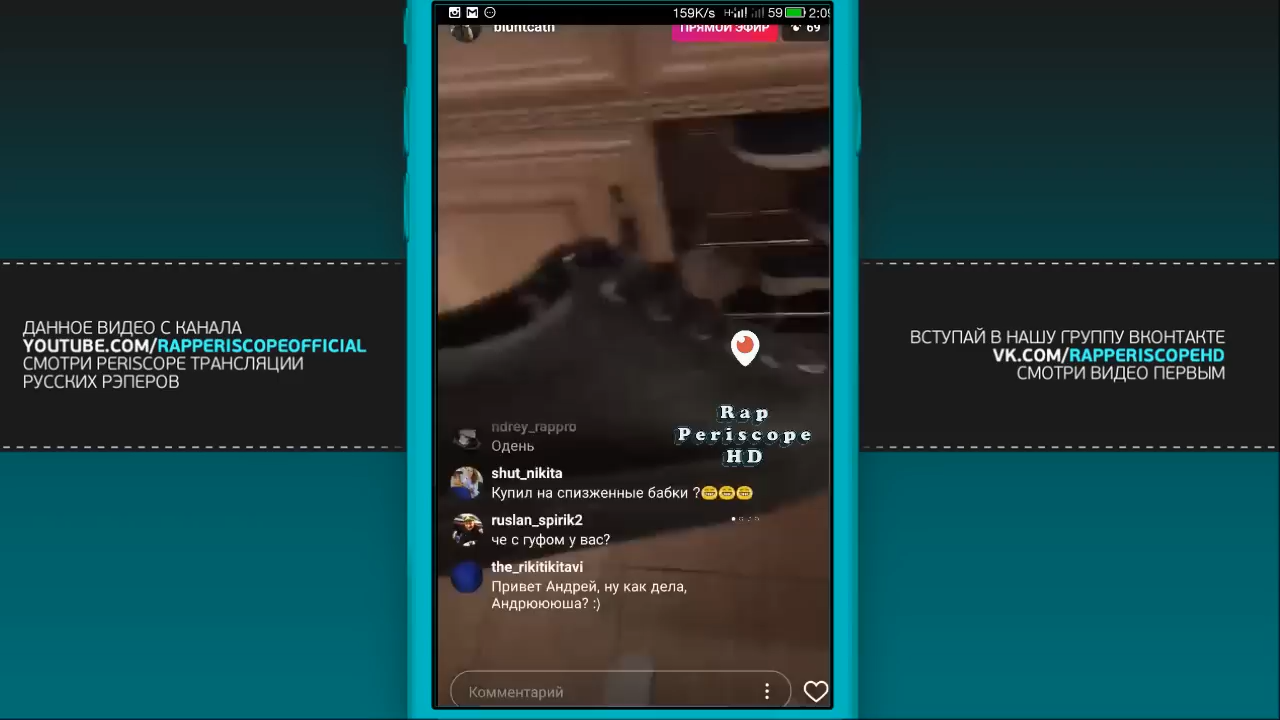 159K/s
59
bluntcath
ПРЯМОЙ ЭФИР
69
ДАННОЕ ВИДЕО С КАНАЛА
YOUTUBE.COM/RAPPERISCOPEOFFICIAL
СМОТРИ PERISCOPE ТРАНСЛЯЦИИ
РУССКИХ РЭПЕРОВ
ВСТУПАЙ В НАШУ ГРУППУ ВКОНТАКТЕ
VK.COM/RAPPERISCOPEHD
СМОТРИ ВИДЕО ПЕРВЫМ
Rap
Periscope
HD
ndrey_rappro
Одень
shut_nikita
Купил на спизженные бабки ?😁😁😁
ruslan_spirik2
че с гуфом у вас?
the_rikitikitavi
Привет Андрей, ну как дела,
Андрюююша? :)
Комментарий